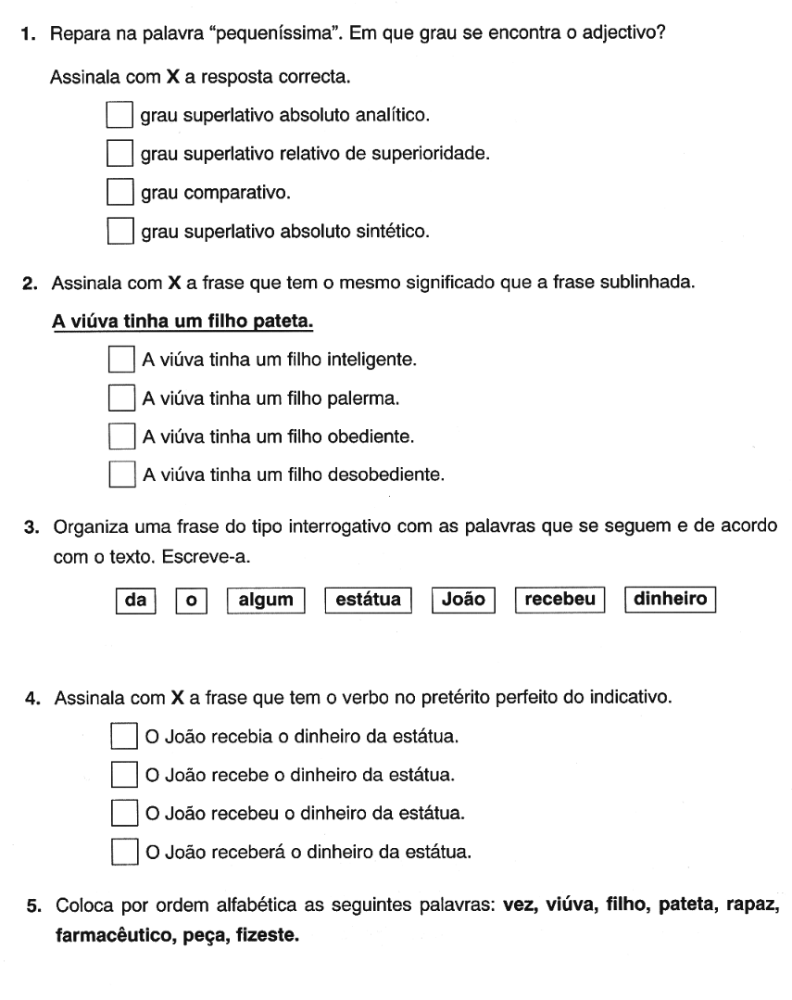 1. Repara na palavra “pequeníssima”. Em que grau se encontra o adjectivo?
Assinala com X a resposta correcta.
grau superlativo absoluto analítico.
grau superlativo relativo de superioridade.
grau comparativo.
grau superlativo absoluto sintético.
2. Assinala com X a frase que tem o mesmo significado que a frase sublinhada.
A viúva tinha um filho pateta.
A viúva tinha um filho inteligente.
A viúva tinha um filho palerma.
A viúva tinha um filho obediente.
A viúva tinha um filho desobediente.
3. Organiza uma frase do tipo interrogativo com as palavras que se seguem e de acordo
com o texto. Escreve-a.
da o algum estátua João recebeu dinheiro
4. Assinala com X a frase que tem o verbo no pretérito perfeito do indicativo.
O João recebia o dinheiro da estátua.
O João recebe o dinheiro da estátua.
O João recebeu o dinheiro da estátua.
O João receberá o dinheiro da estátua.
5. Coloca por ordem alfabética as seguintes palavras: vez, viúva, filho, pateta, rapaz,
farmacêutico, peça, fizeste.